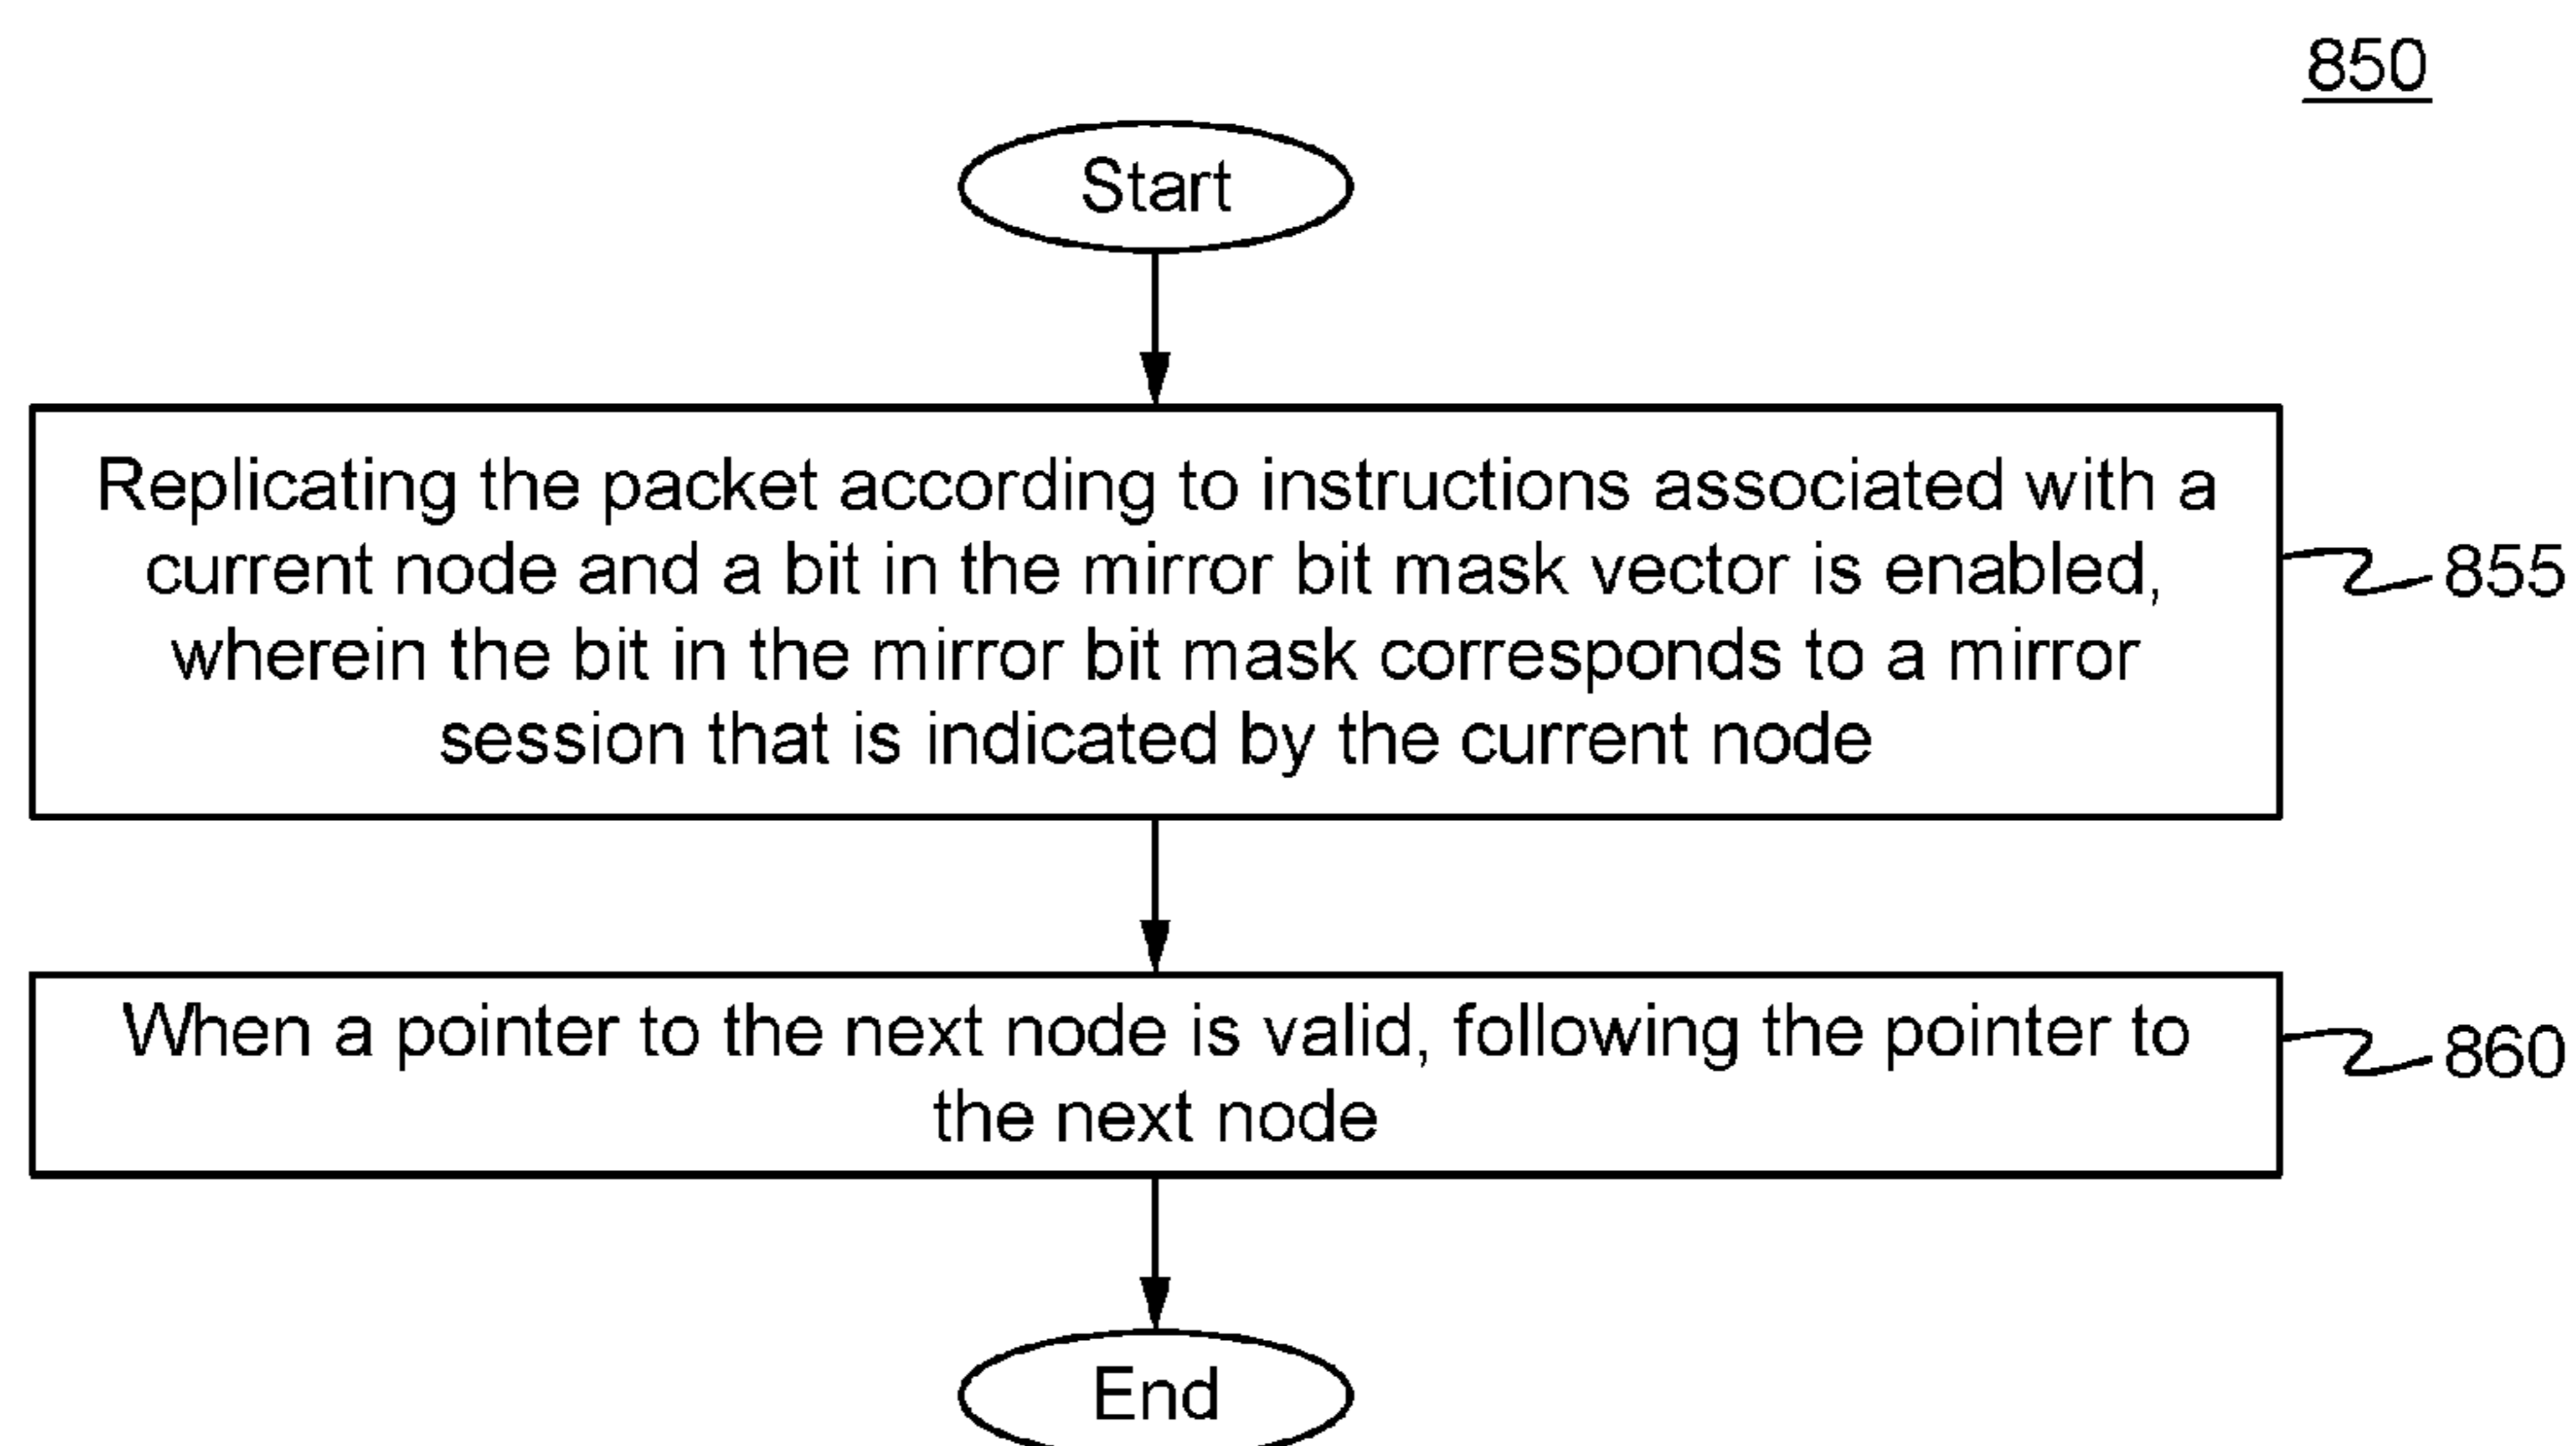 850
Start
Replicating the packet according to instructions associated with a
current node and a bit in the mirror bit mask vector is enabled,
wherein the bit in the mirror bit mask corresponds to a mirror
session that is indicated by the current node
855
When a pointer to the next node is valid, following the pointer to
the next node
860
End